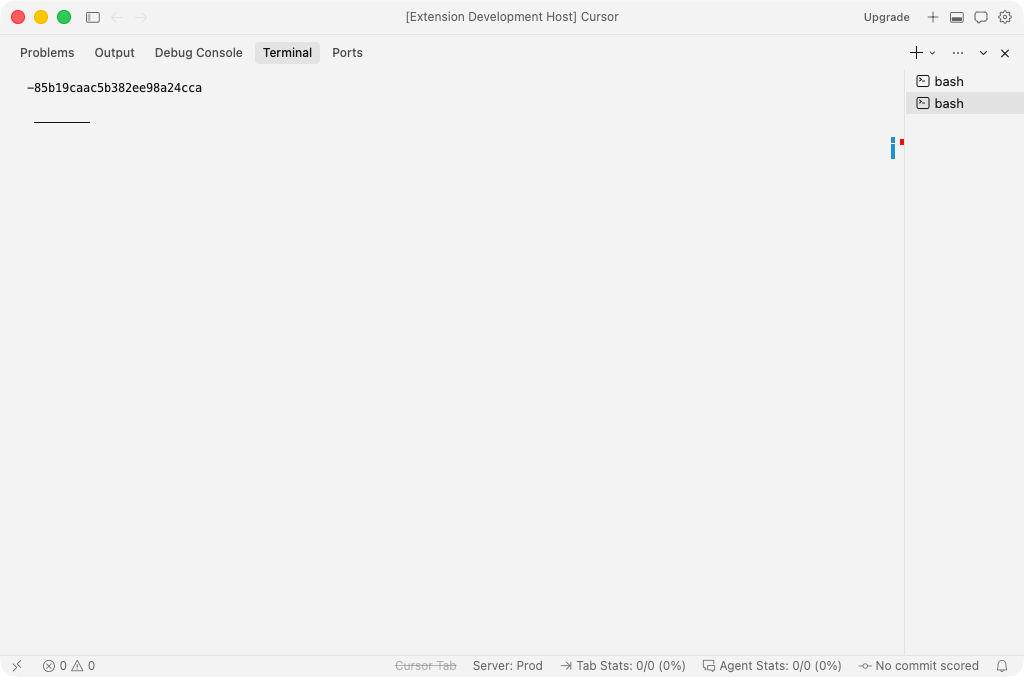 [Extension Development Host] Cursor
Upgrade
Problems Output Debug Console Terminal Ports
−85b19caac5b382ee98a24cca
________
bash
bash
0 0 Cursor Tab Server: Prod Tab Stats: 0/0 (0%) Agent Stats: 0/0 (0%) No commit scored